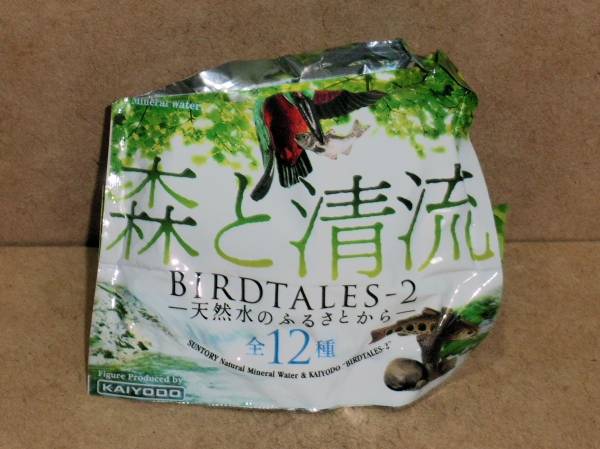 Mineral Water
森と清流
BIRDTALES-2
―天然水のふるさとから―
全12種
SUNTORY Natural Mineral Water & KAIYODO "BIRDTALES-2"
Figure Produced by
KAIYODO